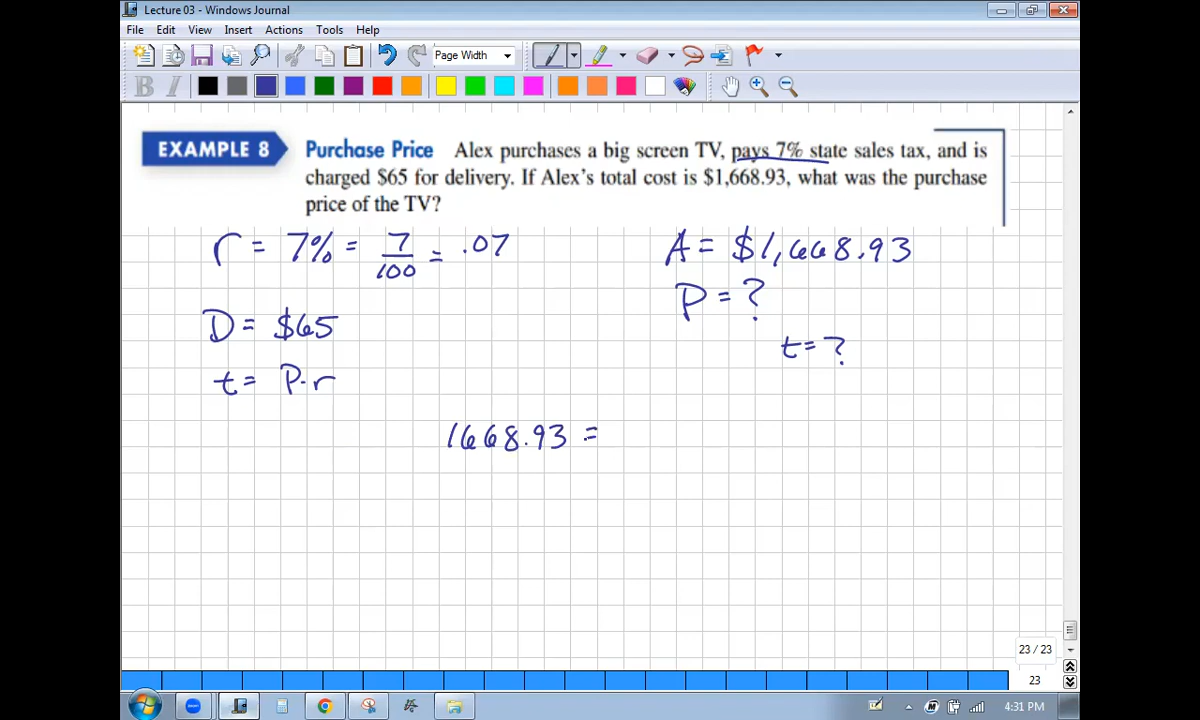 Lecture 03 - Windows Journal
File Edit View Insert Actions Tools Help
Page Width
B I
EXAMPLE 8 Purchase Price Alex purchases a big screen TV, pays 7% state sales tax, and is
charged $65 for delivery. If Alex's total cost is $1,668.93, what was the purchase
price of the TV?
r = 7% = 7/100 = .07 A = $1,668.93
P = ?
D = $65
t = ?
t = P·r
1668.93 =
23 / 23
23
4:31 PM